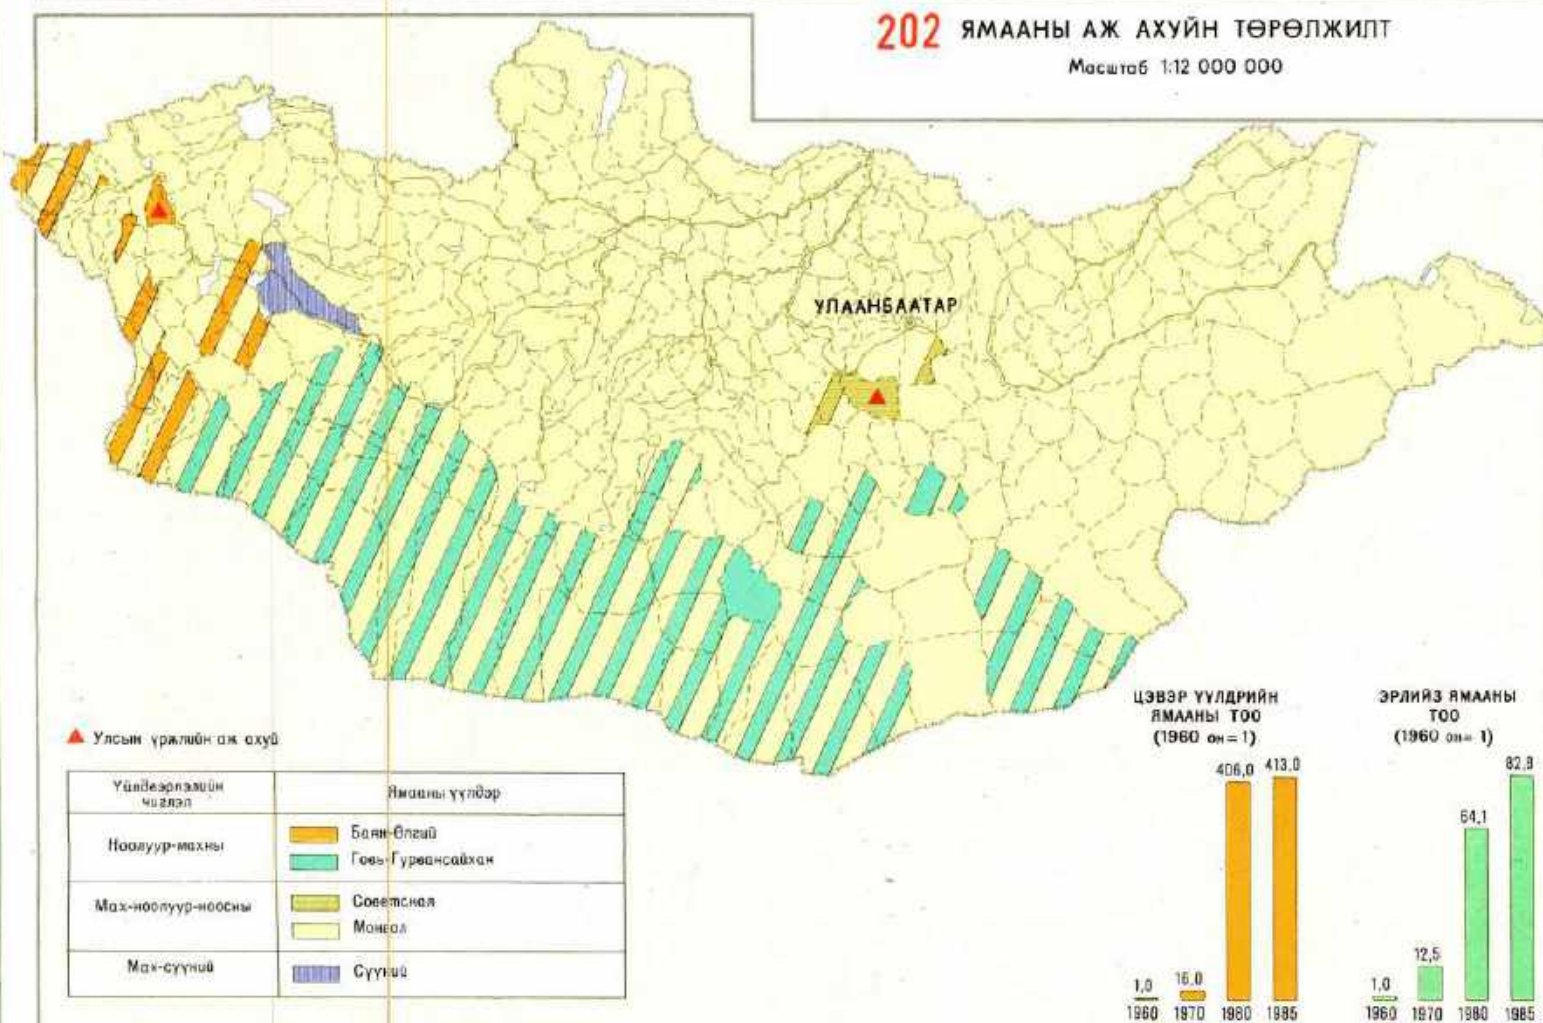 202 ЯМААНЫ АЖ АХУЙН ТӨРӨЛЖИЛТ
Масштаб 1:12 000 000
УЛААНБААТАР
Улсын үржлийн аж ахуй
Үйлдвэрлэлийн чиглэл
Ямааны үүлдэр
Ноолуур-махны
Баян-Өлгий
Говь-Гурвансайхан
Мах-ноолуур-ноосны
Советская
Монгол
Мах-сүүний
Сүүний
ЦЭВЭР ҮҮЛДРИЙН
ЯМААНЫ ТОО
(1960 он = 1)
1,0
16,0
406,0
413,0
1960 1970 1980 1985
ЭРЛИЙЗ ЯМААНЫ
ТОО
(1960 он = 1)
1,0
12,5
64,1
82,8
1960 1970 1980 1985